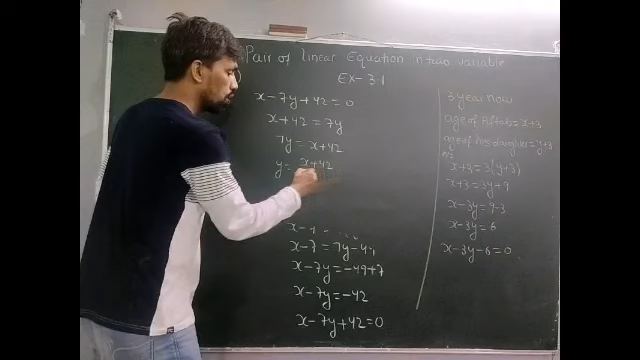 Pair of linear Equation in two variable
EX-3.1
x-7y+42=0
x+42=7y
7y=x+42
y=x+42
x-7=7y-49
x-7y=-49+7
x-7y=-42
x-7y+42=0
3 year now
age of Aftab=x+3
age of his daughter=y+3
x+3=3(y+3)
x+3=3y+9
x-3y=9-3
x-3y=6
x-3y-6=0